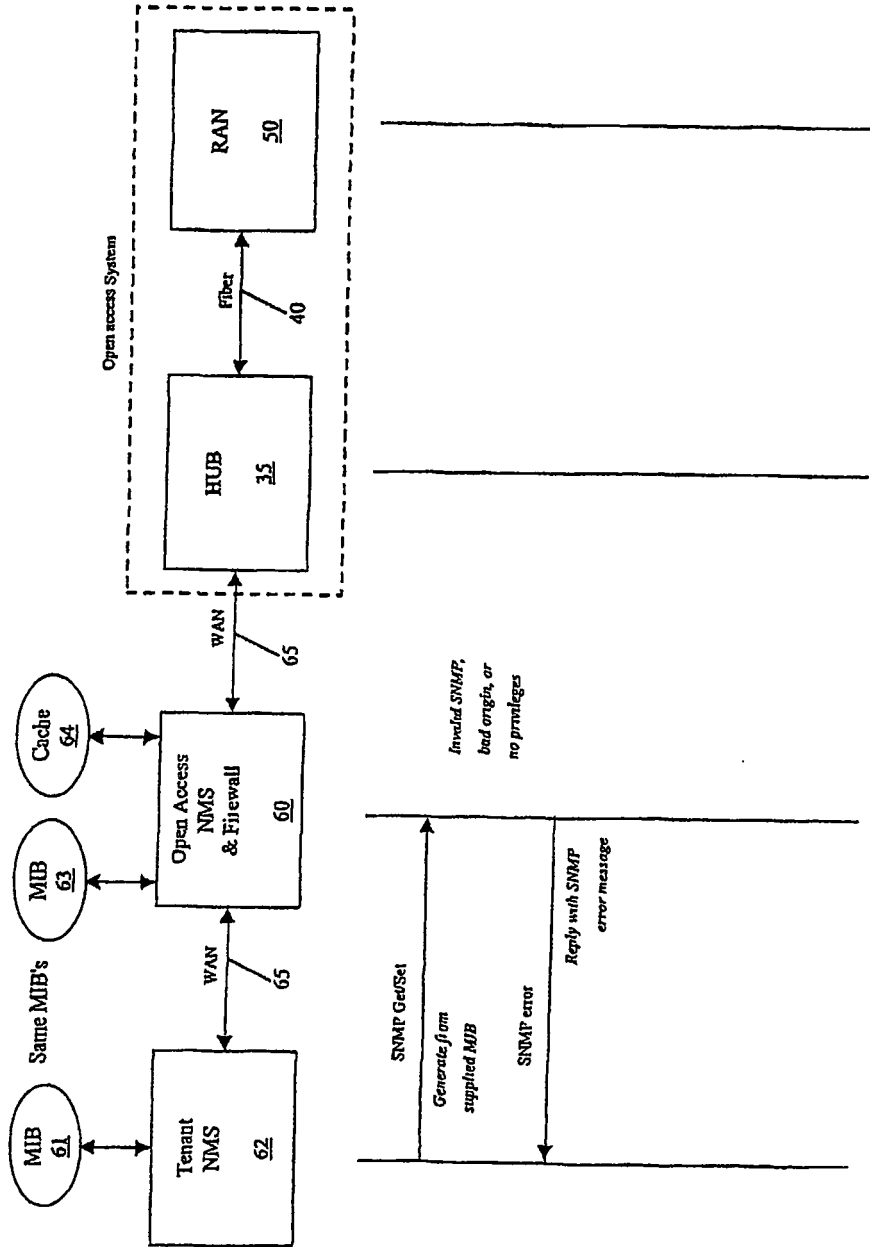 MIB
61
Same MIB's
MIB
63
Cache
64
Tenant
NMS
62
WAN
65
Open Access
NMS
& Firewall
60
WAN
65
Open access System
HUB
35
Fiber
40
RAN
50
SNMP Get/Set
Generate from
supplied MIB
Invalid SNMP,
bad origin, or
no privileges
SNMP error
Reply with SNMP
error message